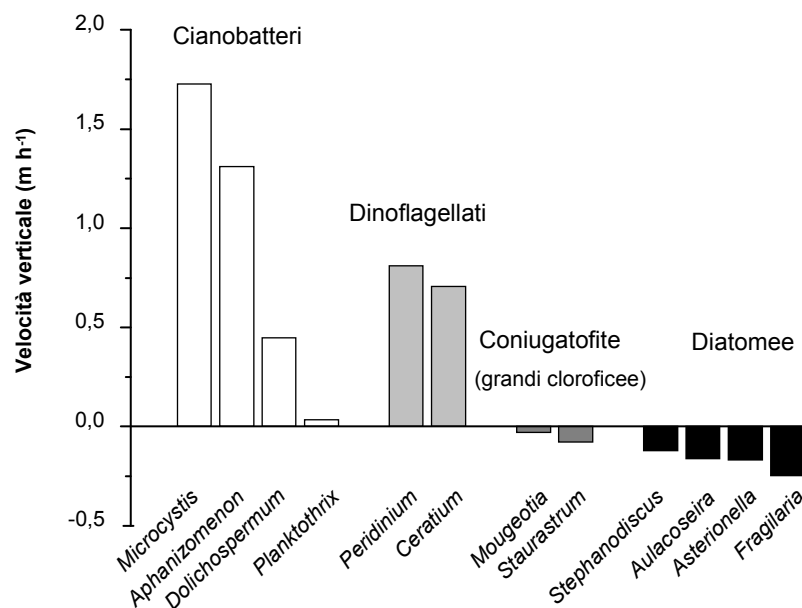 2,0
Cianobatteri
1,5
Dinoflagellati
1,0
0,5
Coniugatofite
(grandi cloroficee)
Diatomee
0,0
-0,5
Velocità verticale (m h-1)
Microcystis
Aphanizomenon
Dolichospermum
Planktothrix
Peridinium
Ceratium
Mougeotia
Staurastrum
Stephanodiscus
Aulacoseira
Asterionella
Fragilaria